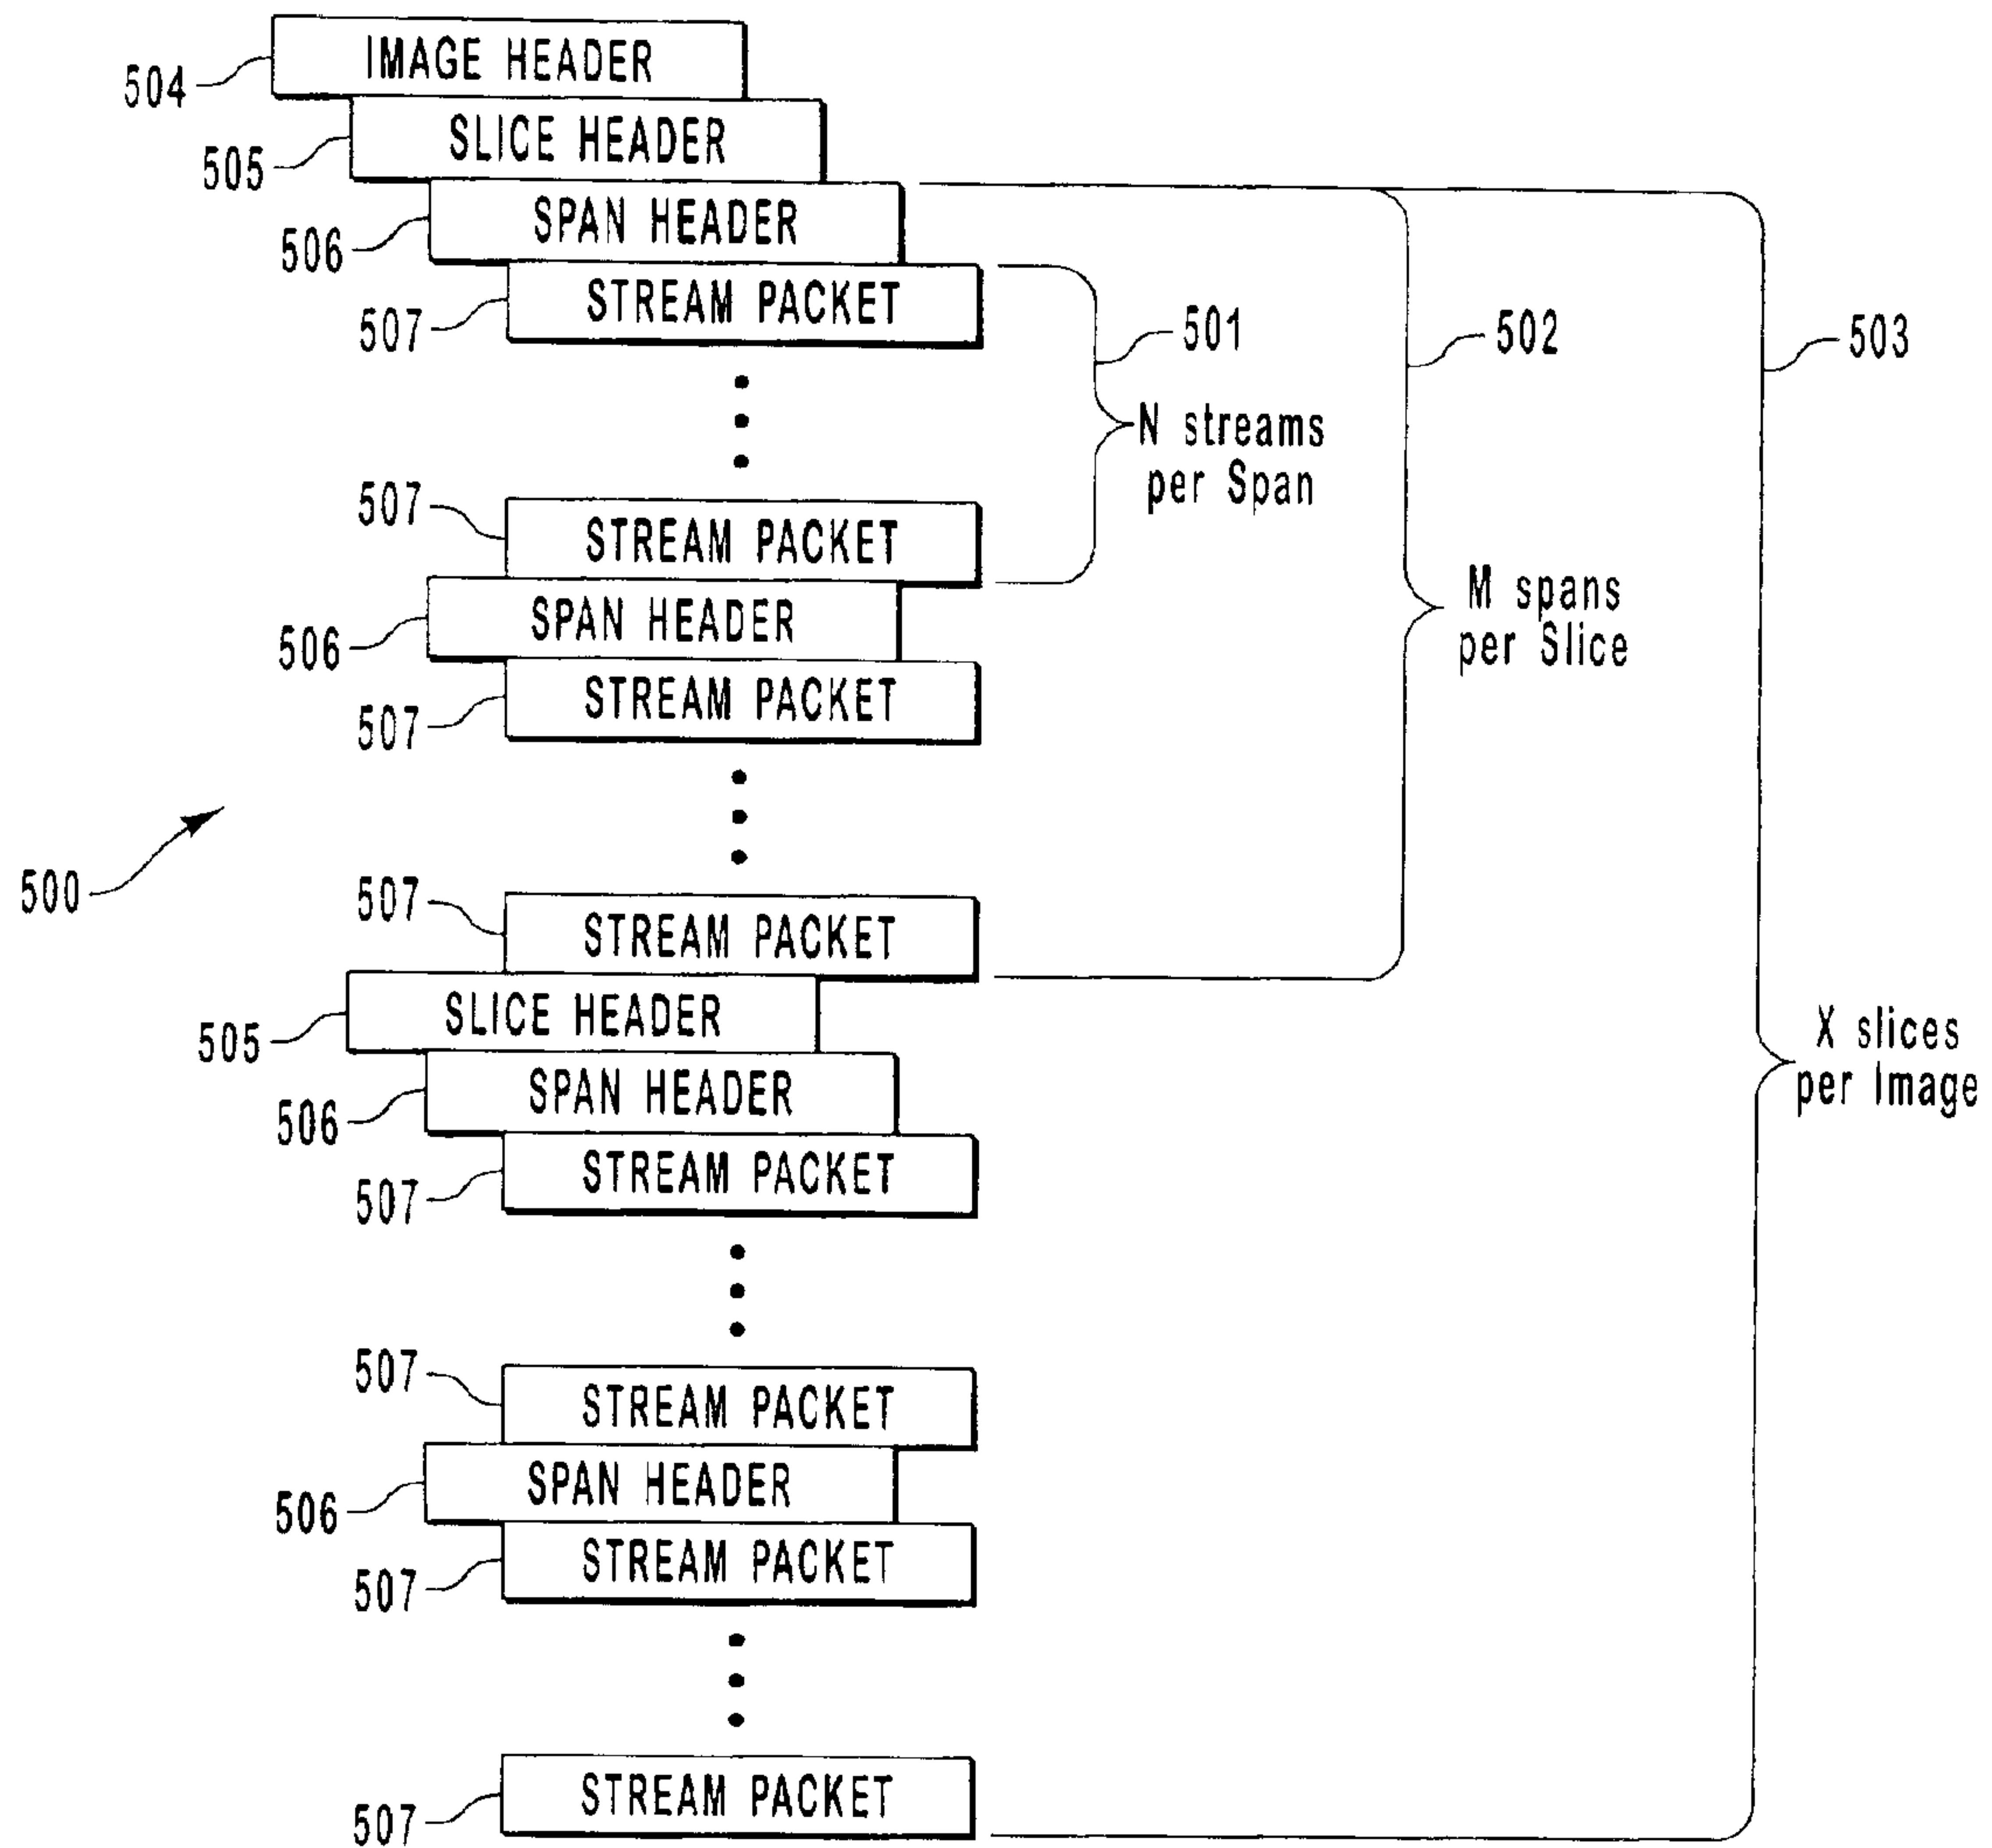 504 IMAGE HEADER
505 SLICE HEADER
506 SPAN HEADER
507 STREAM PACKET
501
502
503
N streams
per Span
507 STREAM PACKET
506 SPAN HEADER
M spans
per Slice
507 STREAM PACKET
500
507 STREAM PACKET
505 SLICE HEADER
X slices
per Image
506 SPAN HEADER
507 STREAM PACKET
507 STREAM PACKET
506 SPAN HEADER
507 STREAM PACKET
507 STREAM PACKET